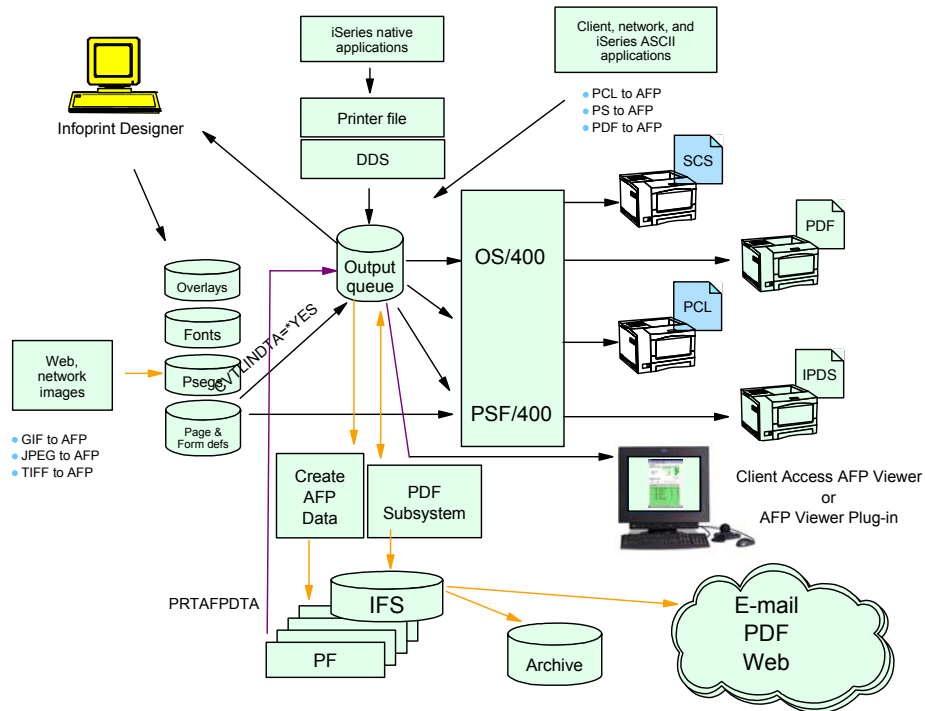 iSeries native
applications
Client, network, and
iSeries ASCII
applications
Infoprint Designer
Printer file
DDS
PCL to AFP
PS to AFP
PDF to AFP
SCS
PDF
Output
queue
OS/400
Overlays
Fonts
PCL
CVTLINDTA=*YES
Web,
network
images
Psegs
Page &
Form defs
PSF/400
IPDS
GIF to AFP
JPEG to AFP
TIFF to AFP
Create
AFP
Data
PDF
Subsystem
Client Access AFP Viewer
or
AFP Viewer Plug-in
PRTAFPDTA
IFS
PF
Archive
E-mail
PDF
Web